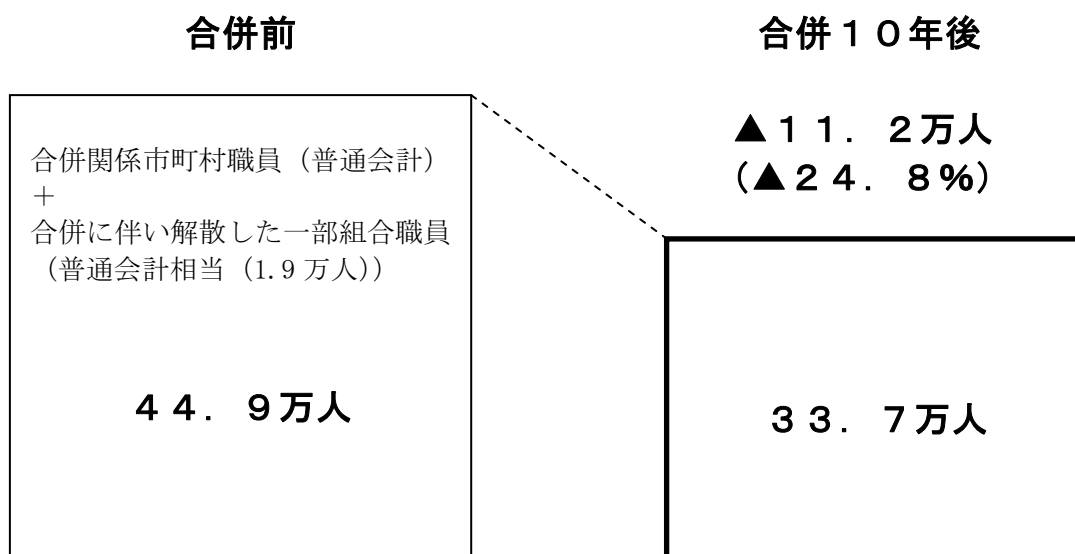 合併前
合併関係市町村職員（普通会計）
＋
合併に伴い解散した一部組合職員
（普通会計相当（1.9 万人））
４４．９万人
合併１０年後
▲１１．２万人
（▲２４．８％）
３３．７万人